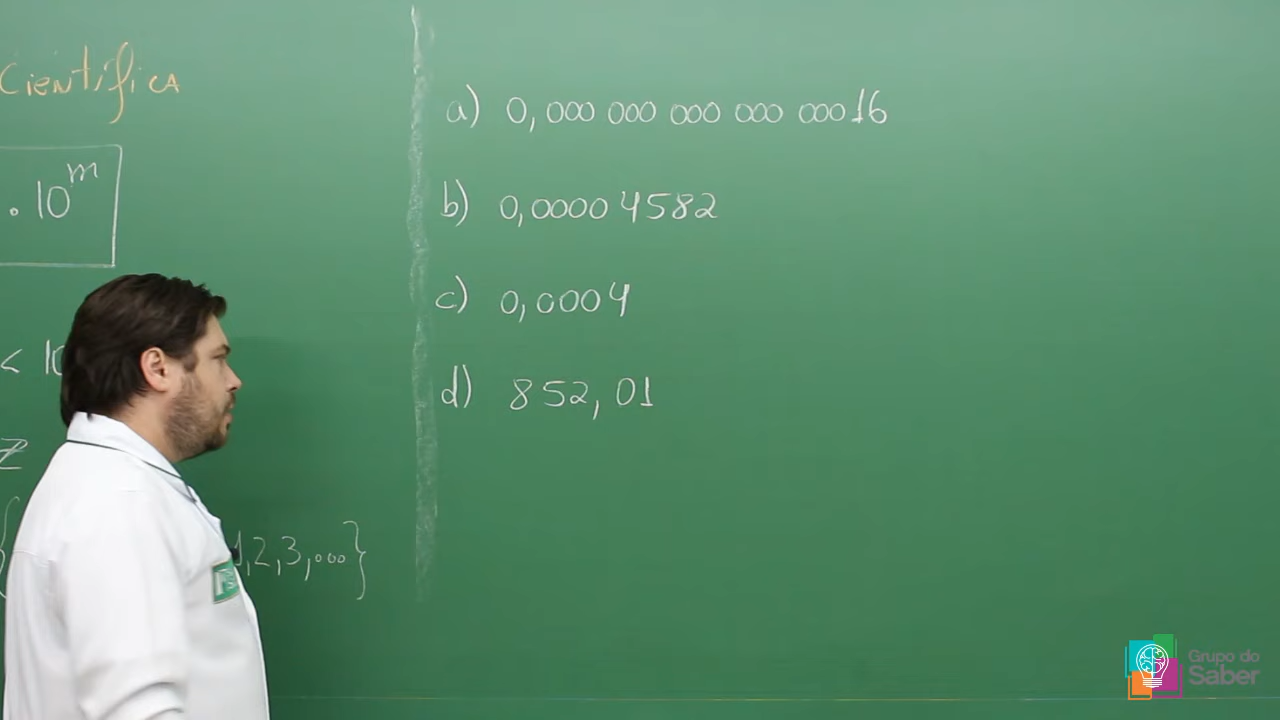 Científica
. 10^m
< 10
Z
1,2,3,...}
a) 0,000 000 000 000 00016
b) 0,00004582
c) 0,0004
d) 852,01
Grupo do
Saber